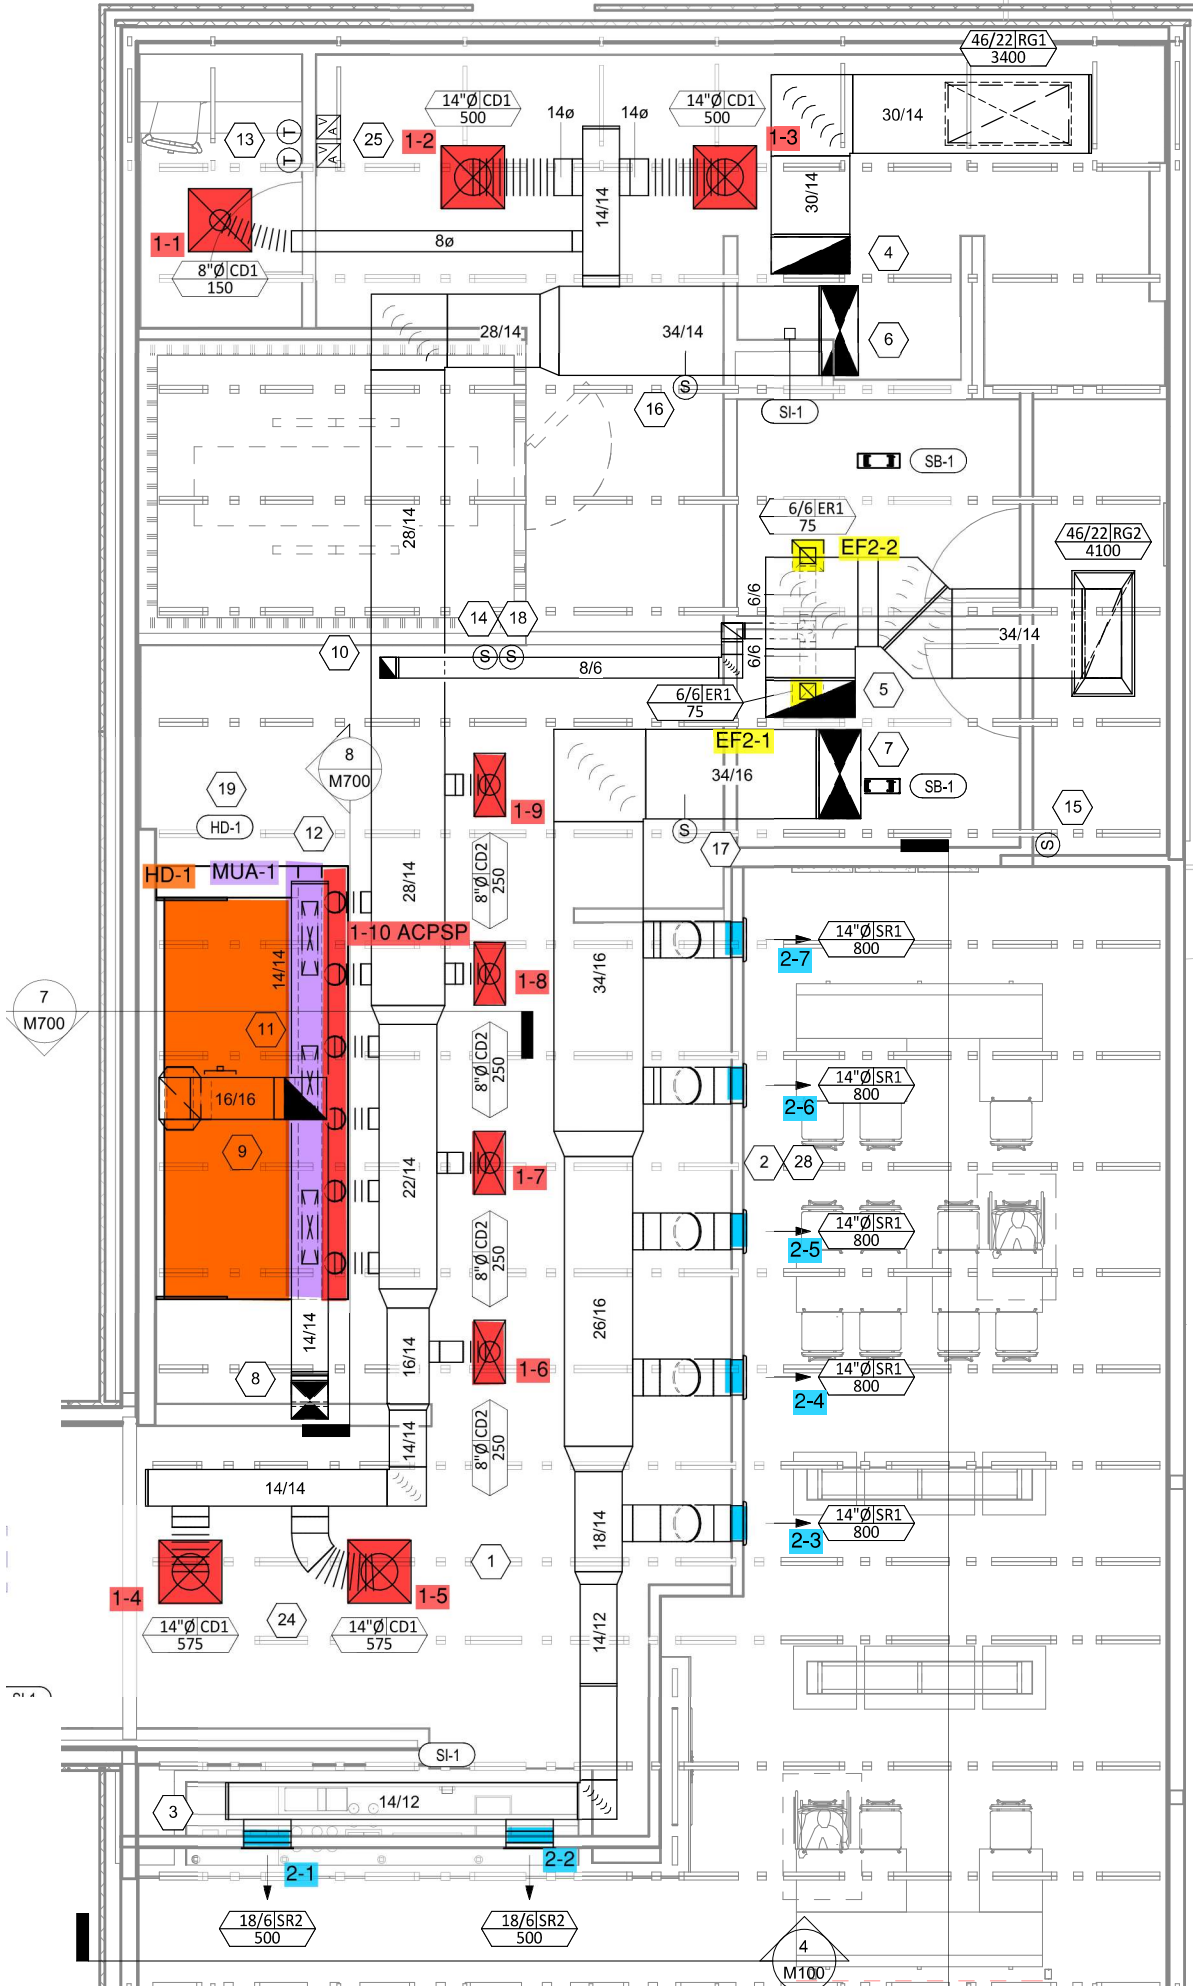 46/22 RG1
3400
14"Ø CD1
500
14"Ø CD1
500
14ø
14ø
1-2
1-3
13
T
T
V
A
V
A
25
30/14
30/14
14/14
1-1
8ø
8"Ø CD1
150
4
28/14
34/14
6
S
16
SI-1
SB-1
28/14
6/6 ER1
75
EF2-2
46/22 RG2
4100
6/6
6/6
14
18
S
S
10
8/6
34/14
6/6 ER1
75
5
EF2-1
7
34/16
SB-1
8
M700
19
HD-1
12
1-9
S
17
15
S
8"Ø CD2
250
HD-1
MUA-1
28/14
1-10 ACPSP
14/14
34/16
14"Ø SR1
800
2-7
1-8
7
M700
11
8"Ø CD2
250
14"Ø SR1
800
2-6
16/16
9
22/14
1-7
2
28
8"Ø CD2
250
14"Ø SR1
800
2-5
26/16
14/14
16/14
1-6
8
14"Ø SR1
800
2-4
14/14
8"Ø CD2
250
14/14
18/14
14"Ø SR1
800
2-3
1
1-4
1-5
14"Ø CD1
575
24
14"Ø CD1
575
14/12
SI-1
SI-1
3
14/12
2-1
2-2
18/6 SR2
500
18/6 SR2
500
4
M100